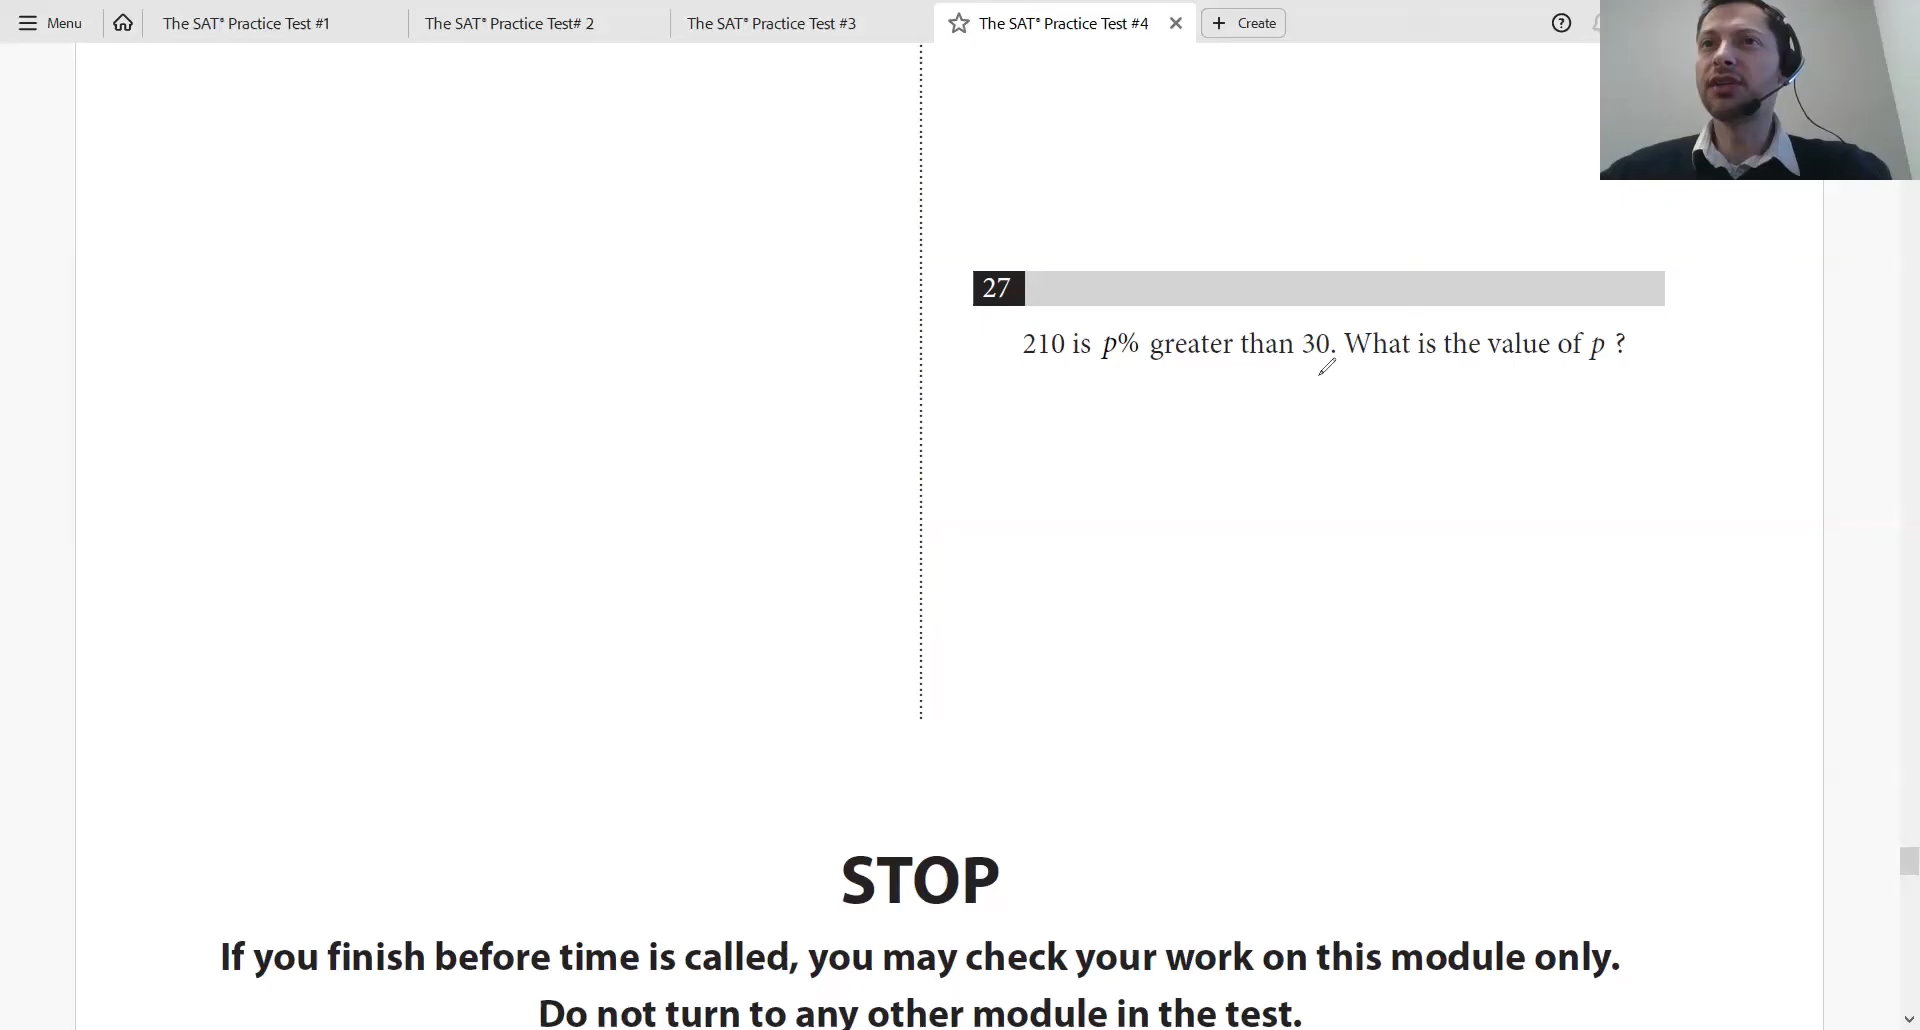 Menu
The SAT® Practice Test #1
The SAT® Practice Test# 2
The SAT® Practice Test #3
The SAT® Practice Test #4
Create
27
210 is p% greater than 30. What is the value of p ?
STOP
If you finish before time is called, you may check your work on this module only.
Do not turn to any other module in the test.